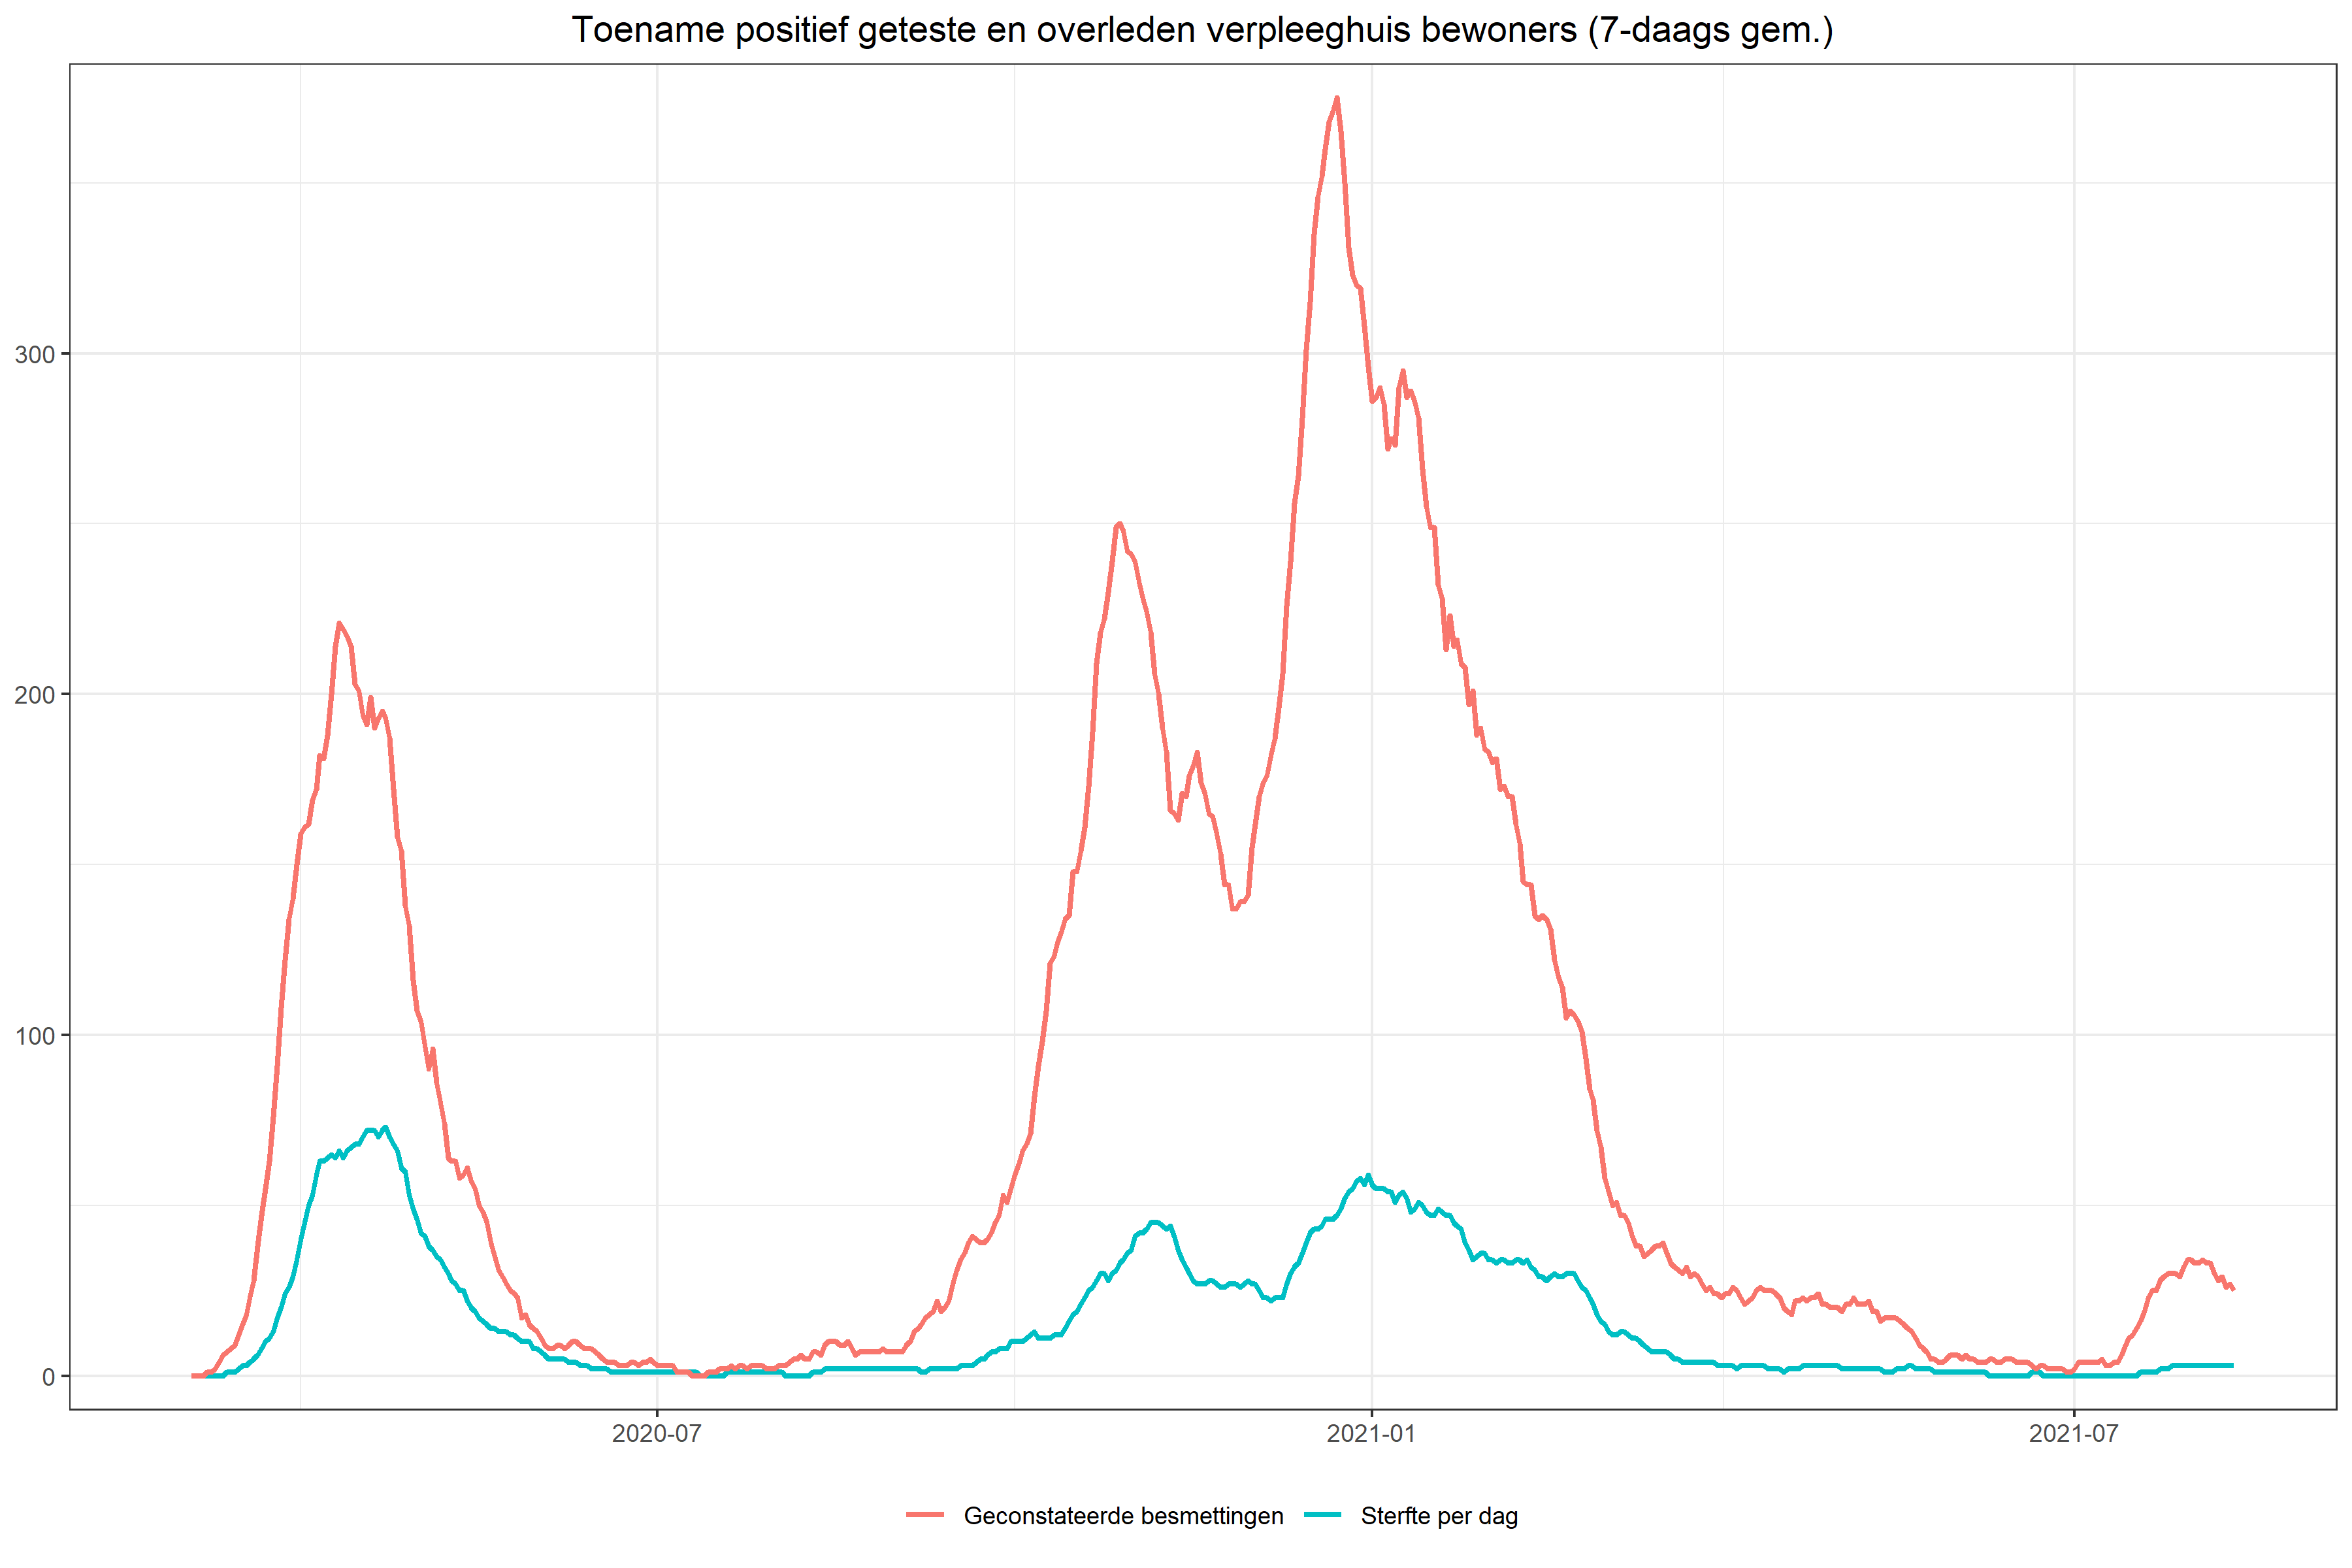 Toename positief geteste en overleden verpleeghuis bewoners (7-daags gem.)
300
200
100
0
2020-07 2021-01 2021-07
Geconstateerde besmettingen Sterfte per dag